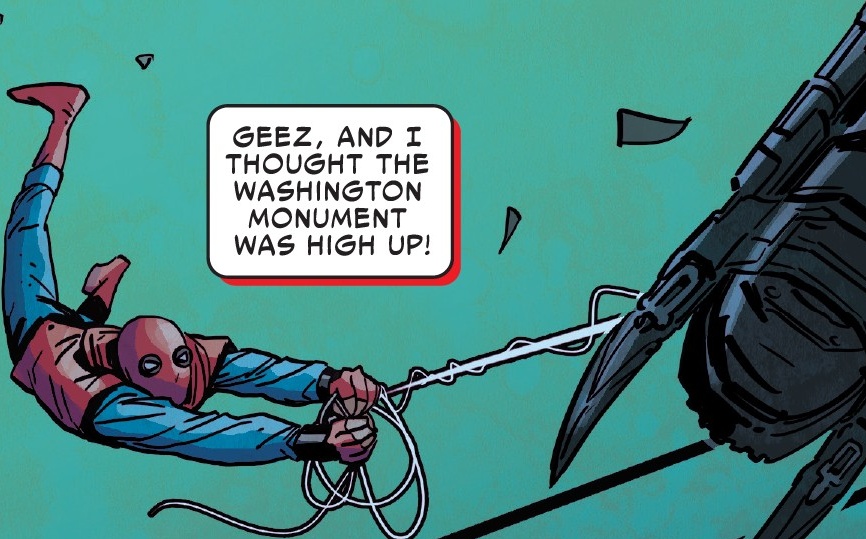 GEEZ, AND I
THOUGHT THE
WASHINGTON
MONUMENT
WAS HIGH UP!